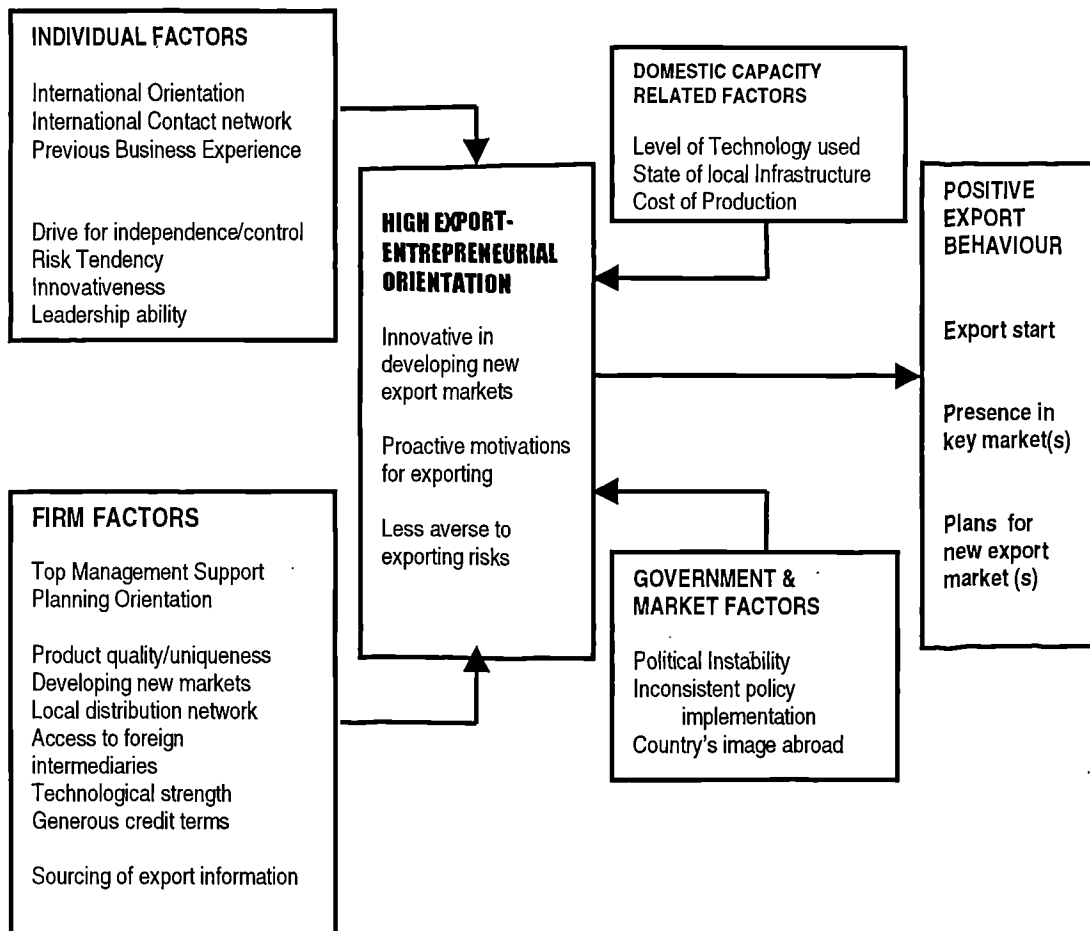 INDIVIDUAL FACTORS
International Orientation
International Contact network
Previous Business Experience
Drive for independence/control
Risk Tendency
Innovativeness
Leadership ability
FIRM FACTORS
Top Management Support
Planning Orientation
Product quality/uniqueness
Developing new markets
Local distribution network
Access to foreign
intermediaries
Technological strength
Generous credit terms
Sourcing of export information
HIGH EXPORT-
ENTREPRENEURIAL
ORIENTATION
Innovative in
developing new
export markets
Proactive motivations
for exporting
Less averse to
exporting risks
DOMESTIC CAPACITY
RELATED FACTORS
Level of Technology used
State of local Infrastructure
Cost of Production
GOVERNMENT &
MARKET FACTORS
Political Instability
Inconsistent policy
implementation
Country's image abroad
POSITIVE
EXPORT
BEHAVIOUR
Export start
Presence in
key market(s)
Plans for
new export
market (s)